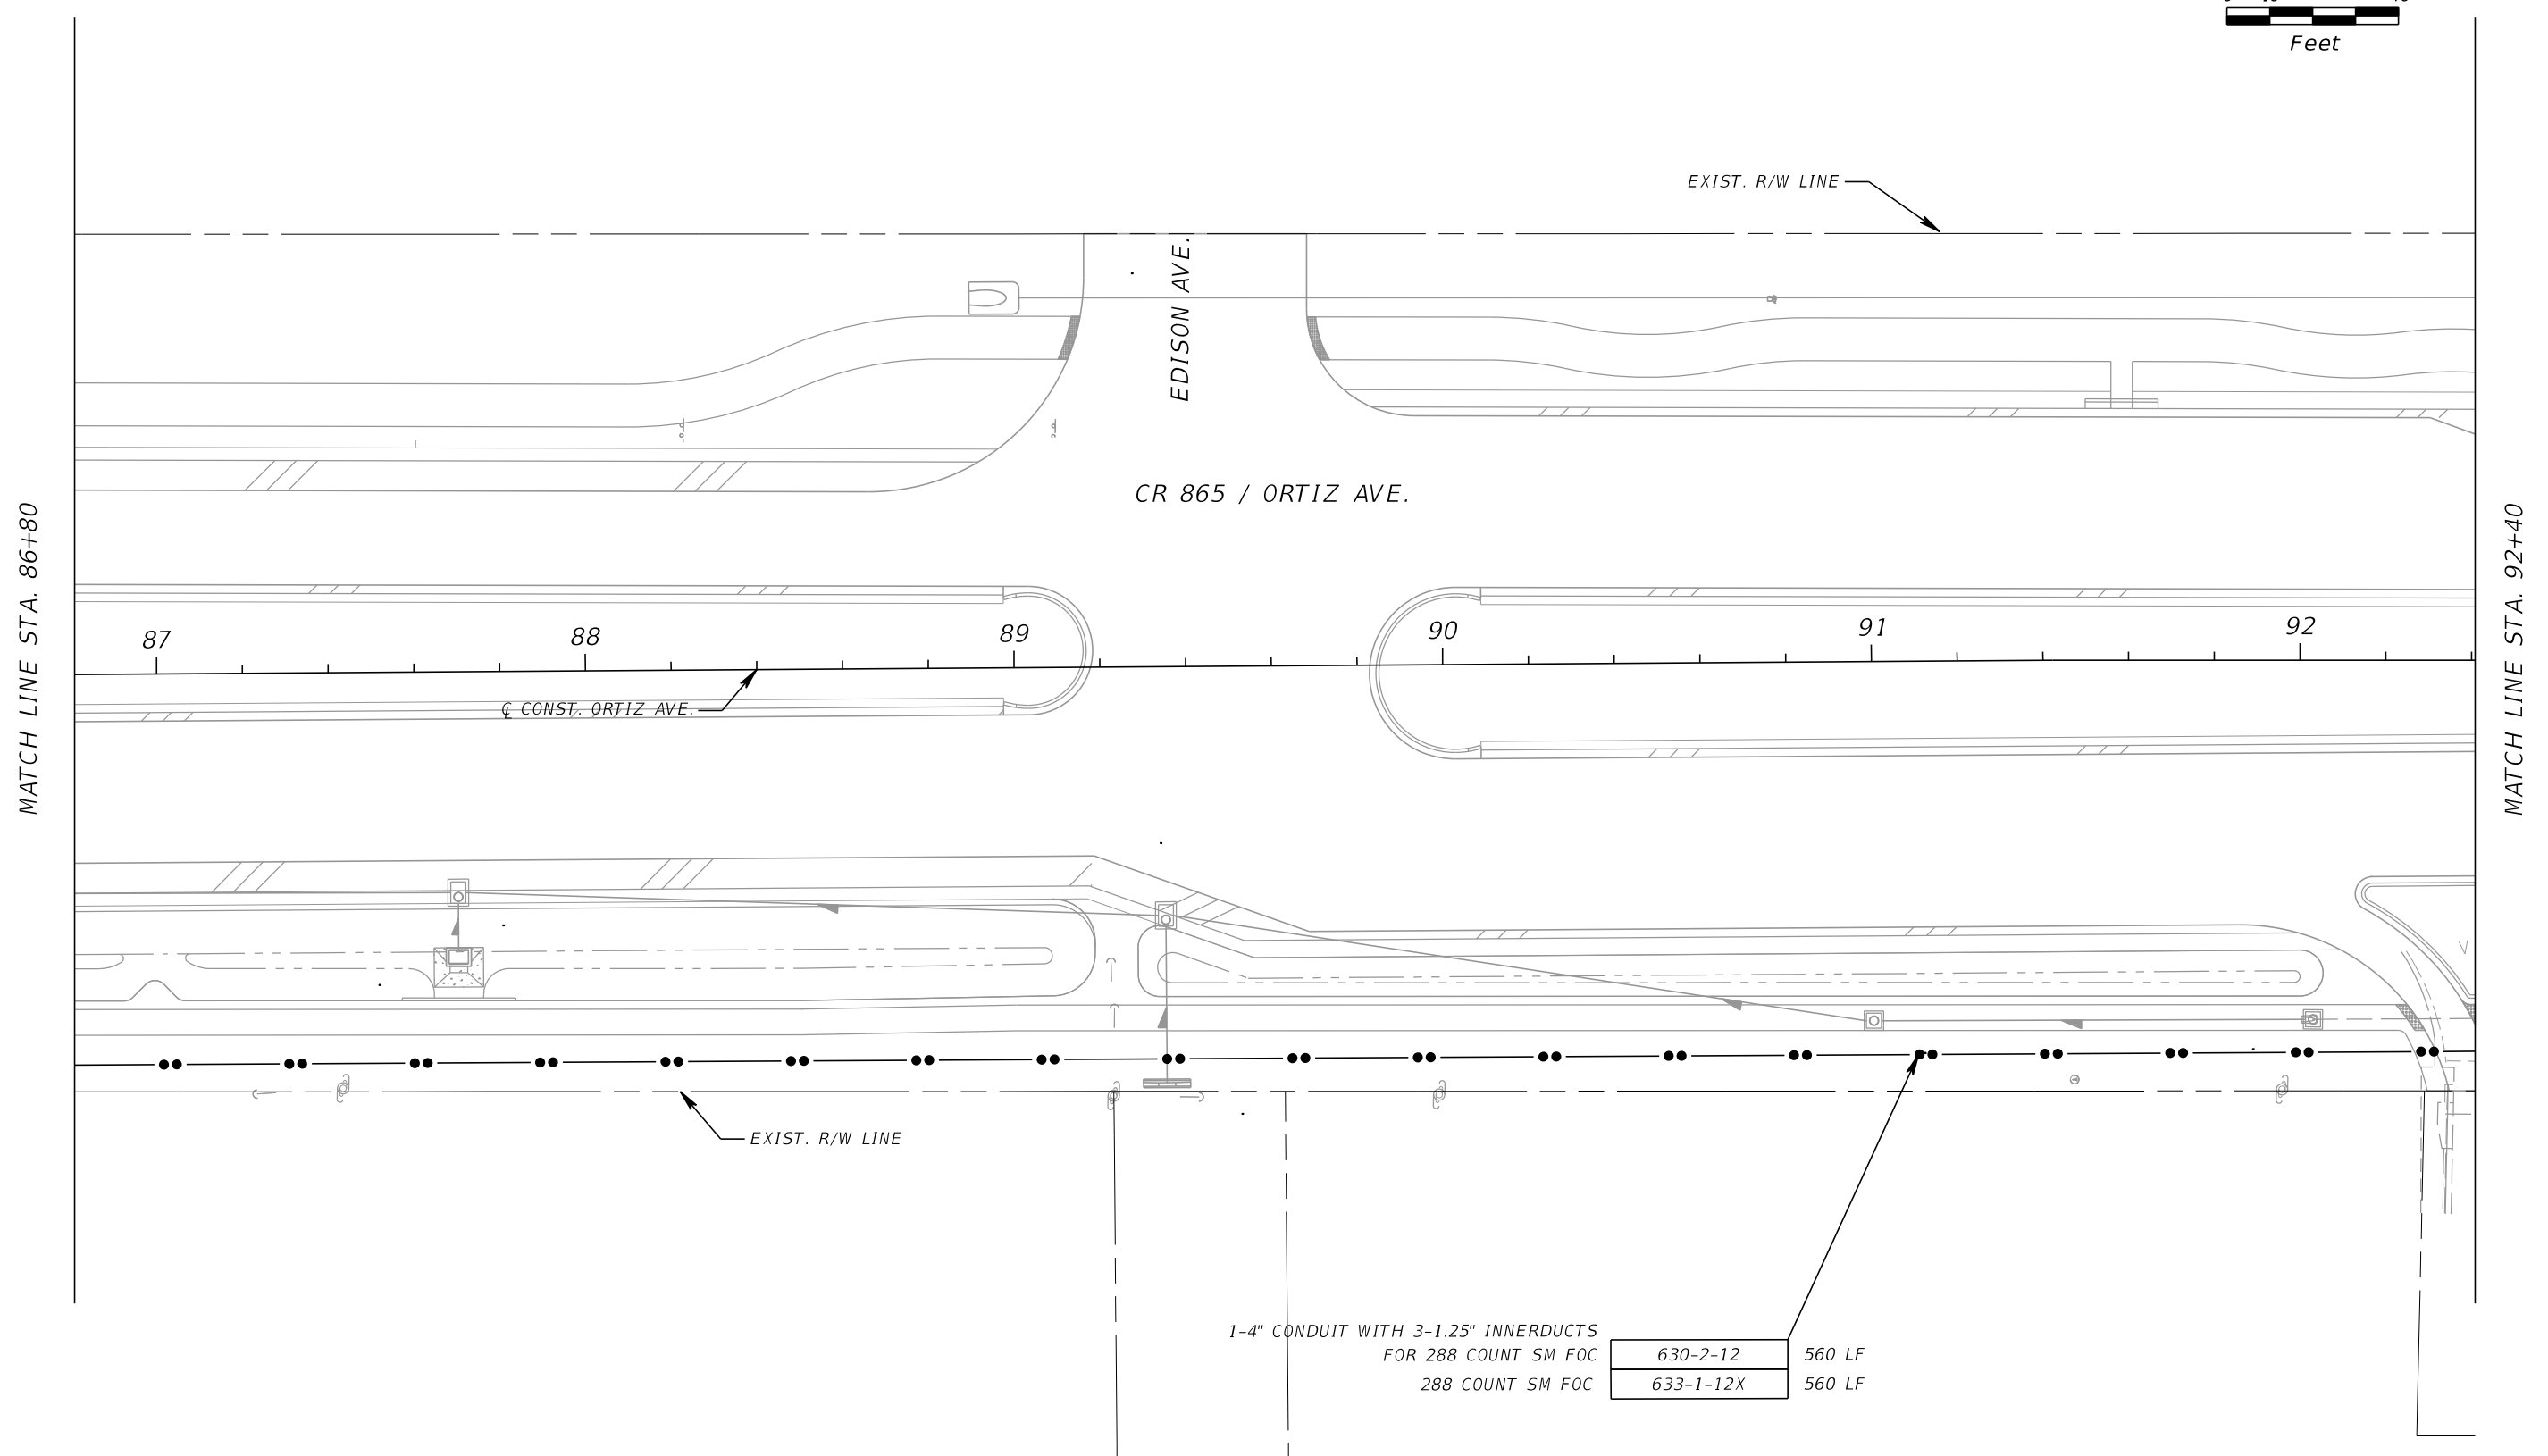 Feet
EXIST. R/W LINE
EDISON AVE.
CR 865 / ORTIZ AVE.
MATCH LINE STA. 86+80
MATCH LINE STA. 92+40
87 88 89 90 91 92
℄ CONST. ORTIZ AVE.
EXIST. R/W LINE
1-4" CONDUIT WITH 3-1.25" INNERDUCTS
FOR 288 COUNT SM FOC 630-2-12 560 LF
288 COUNT SM FOC 633-1-12X 560 LF